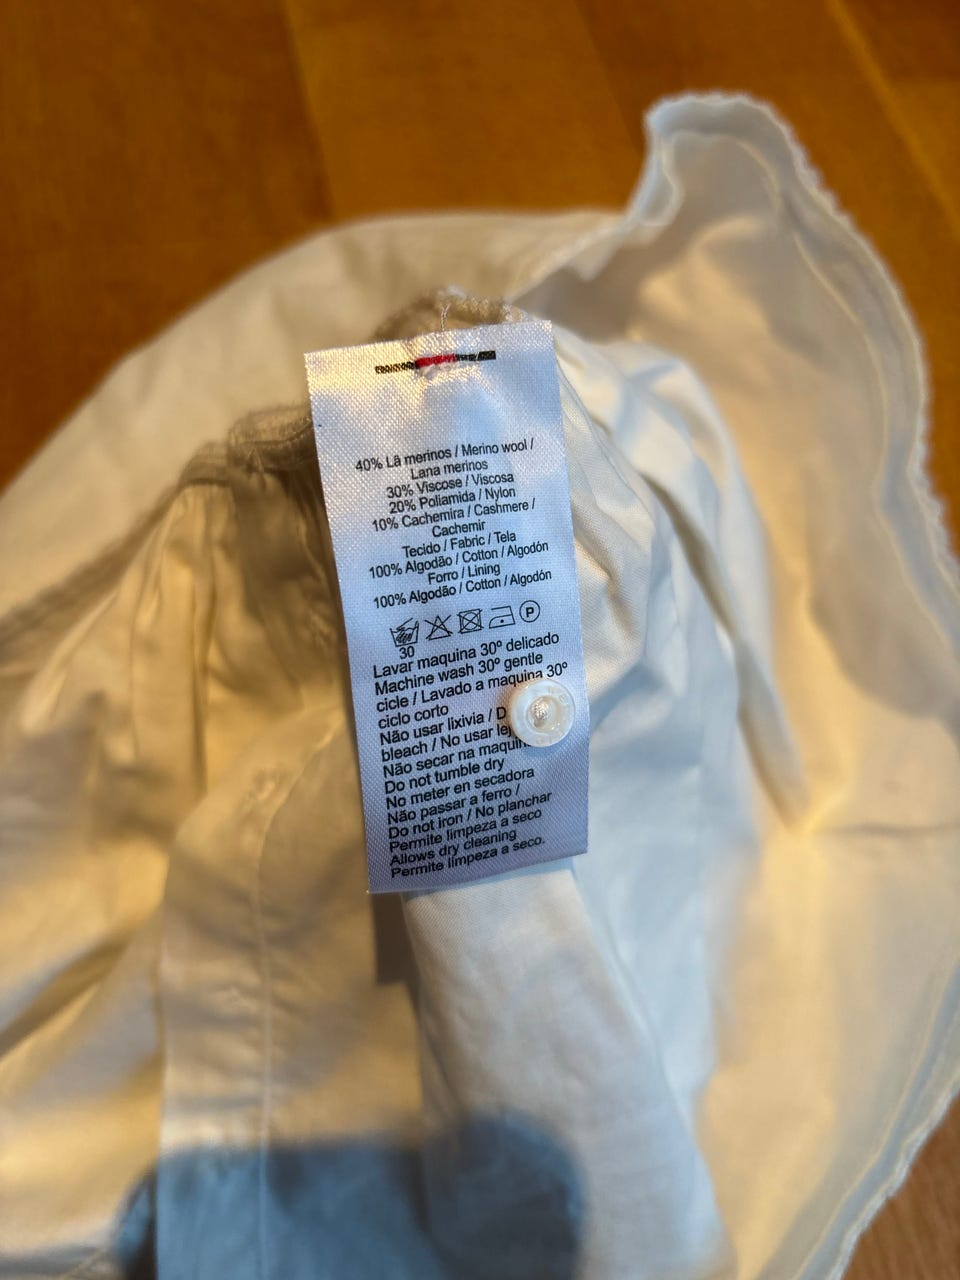 40% Lã merinos / Merino wool /
Lana merinos
30% Viscose / Viscosa
20% Poliamida / Nylon
10% Cachemira / Cashmere /
Cachemir
Tecido / Fabric / Tela
100% Algodão / Cotton / Algodón
Forro / Lining
100% Algodão / Cotton / Algodón
P
30
Lavar maquina 30º delicado
Machine wash 30º gentle
cicle / Lavado a maquina 30º
ciclo corto
Não usar lixivia / D
bleach / No usar
Não secar na
Do not tumble dry
No meter en secadora
Não passar a ferro /
Do not iron / No planchar
Permite limpeza a seco
Allows dry cleaning
Permite limpeza a seco.